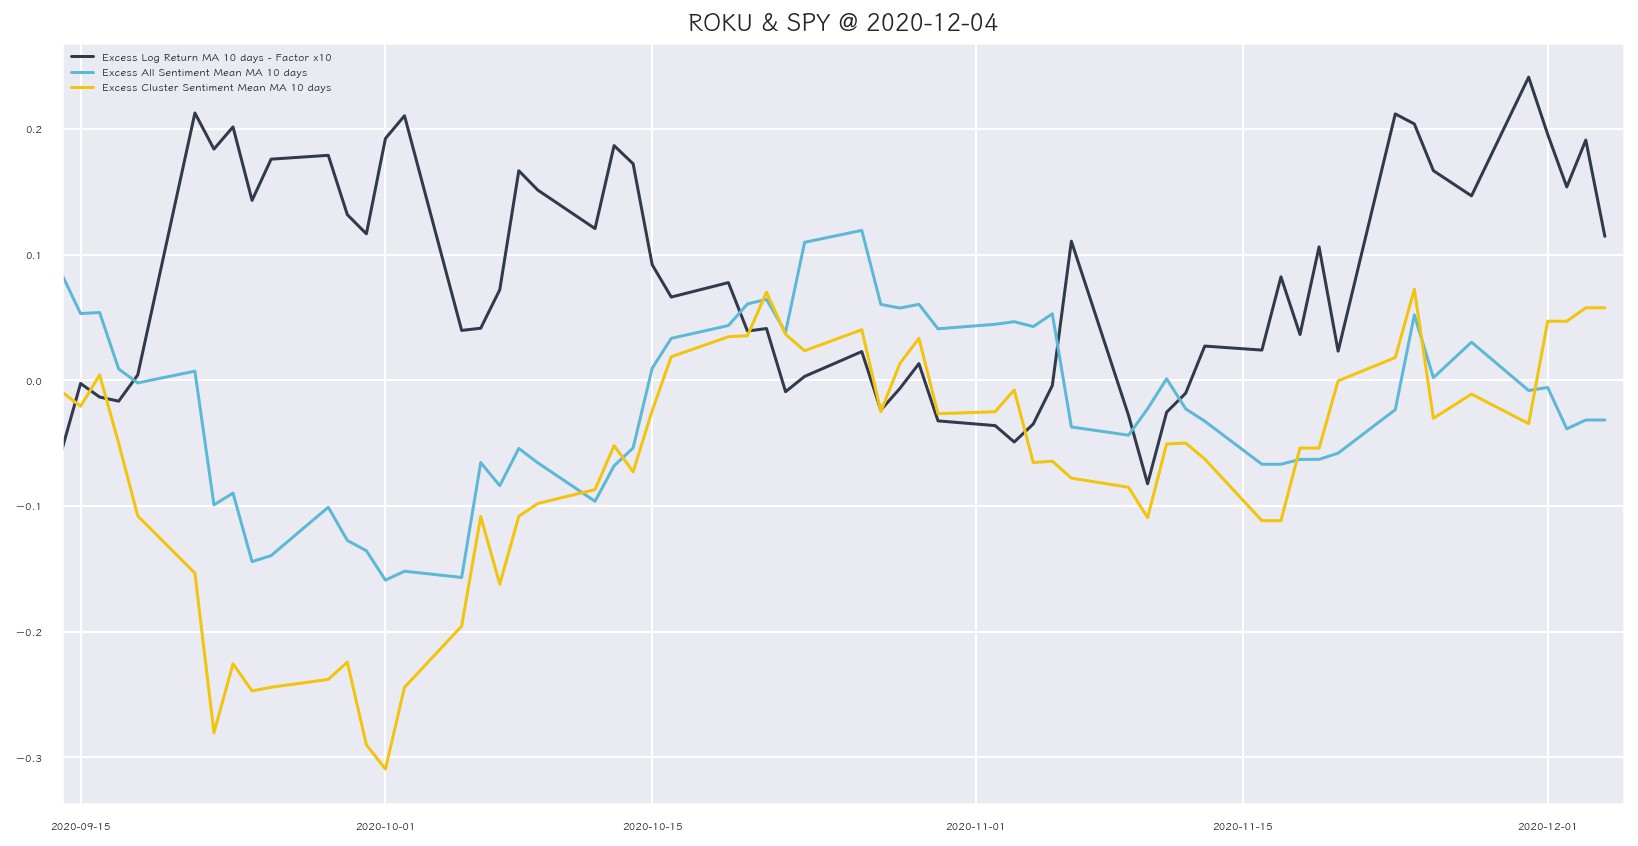 ROKU & SPY @ 2020-12-04
Excess Log Return MA 10 days - Factor x10
Excess All Sentiment Mean MA 10 days
Excess Cluster Sentiment Mean MA 10 days
0.2
0.1
0.0
−0.1
−0.2
−0.3
2020-09-15 2020-10-01 2020-10-15 2020-11-01 2020-11-15 2020-12-01